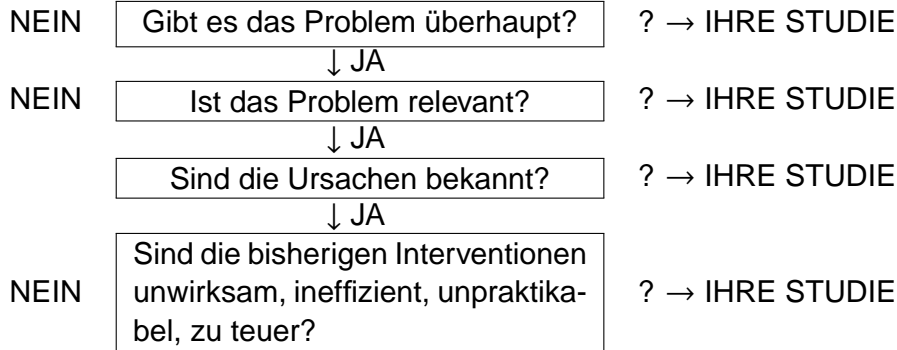 NEIN Gibt es das Problem überhaupt? ? → IHRE STUDIE
↓ JA
NEIN Ist das Problem relevant? ? → IHRE STUDIE
↓ JA
Sind die Ursachen bekannt? ? → IHRE STUDIE
↓ JA
Sind die bisherigen Interventionen
NEIN unwirksam, ineffizient, unpraktika- ? → IHRE STUDIE
bel, zu teuer?